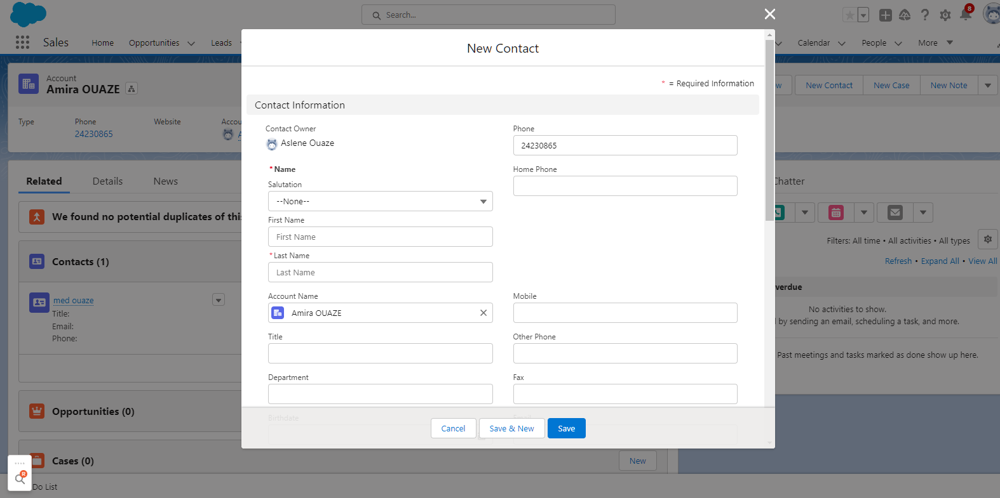 Search...
8
Sales
Home
Opportunities
Leads
Calendar
People
More
Account
Amira OUAZE
New Contact
New Case
New Note
Type
Phone
Website
24230865
Related
Details
News
We found no potential duplicates of this
Contacts (1)
med ouaze
Title:
Email:
Phone:
Opportunities (0)
Cases (0)
New
Do List
New Contact
* = Required Information
Contact Information
Contact Owner
Aslene Ouaze
Phone
24230865
*Name
Home Phone
Salutation
--None--
First Name
First Name
*Last Name
Last Name
Account Name
Amira OUAZE
Mobile
Title
Other Phone
Department
Fax
Birthdate
Email
Cancel
Save & New
Save
Chatter
Filters: All time • All activities • All types
Refresh • Expand All • View All
No activities to show.
by sending an email, scheduling a task, and more.
Past meetings and tasks marked as done show up here.
R